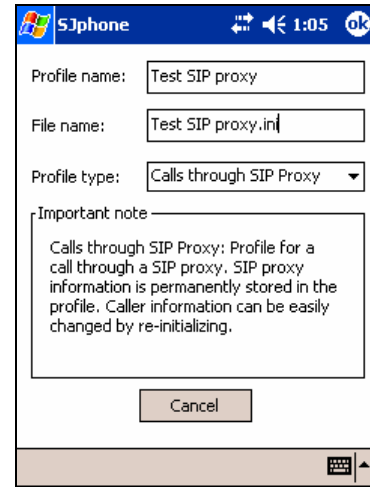 SJphone 1:05 ok
Profile name: Test SIP proxy
File name: Test SIP proxy.ini
Profile type: Calls through SIP Proxy
Important note
Calls through SIP Proxy: Profile for a
call through a SIP proxy. SIP proxy
information is permanently stored in the
profile. Caller information can be easily
changed by re-initializing.
Cancel